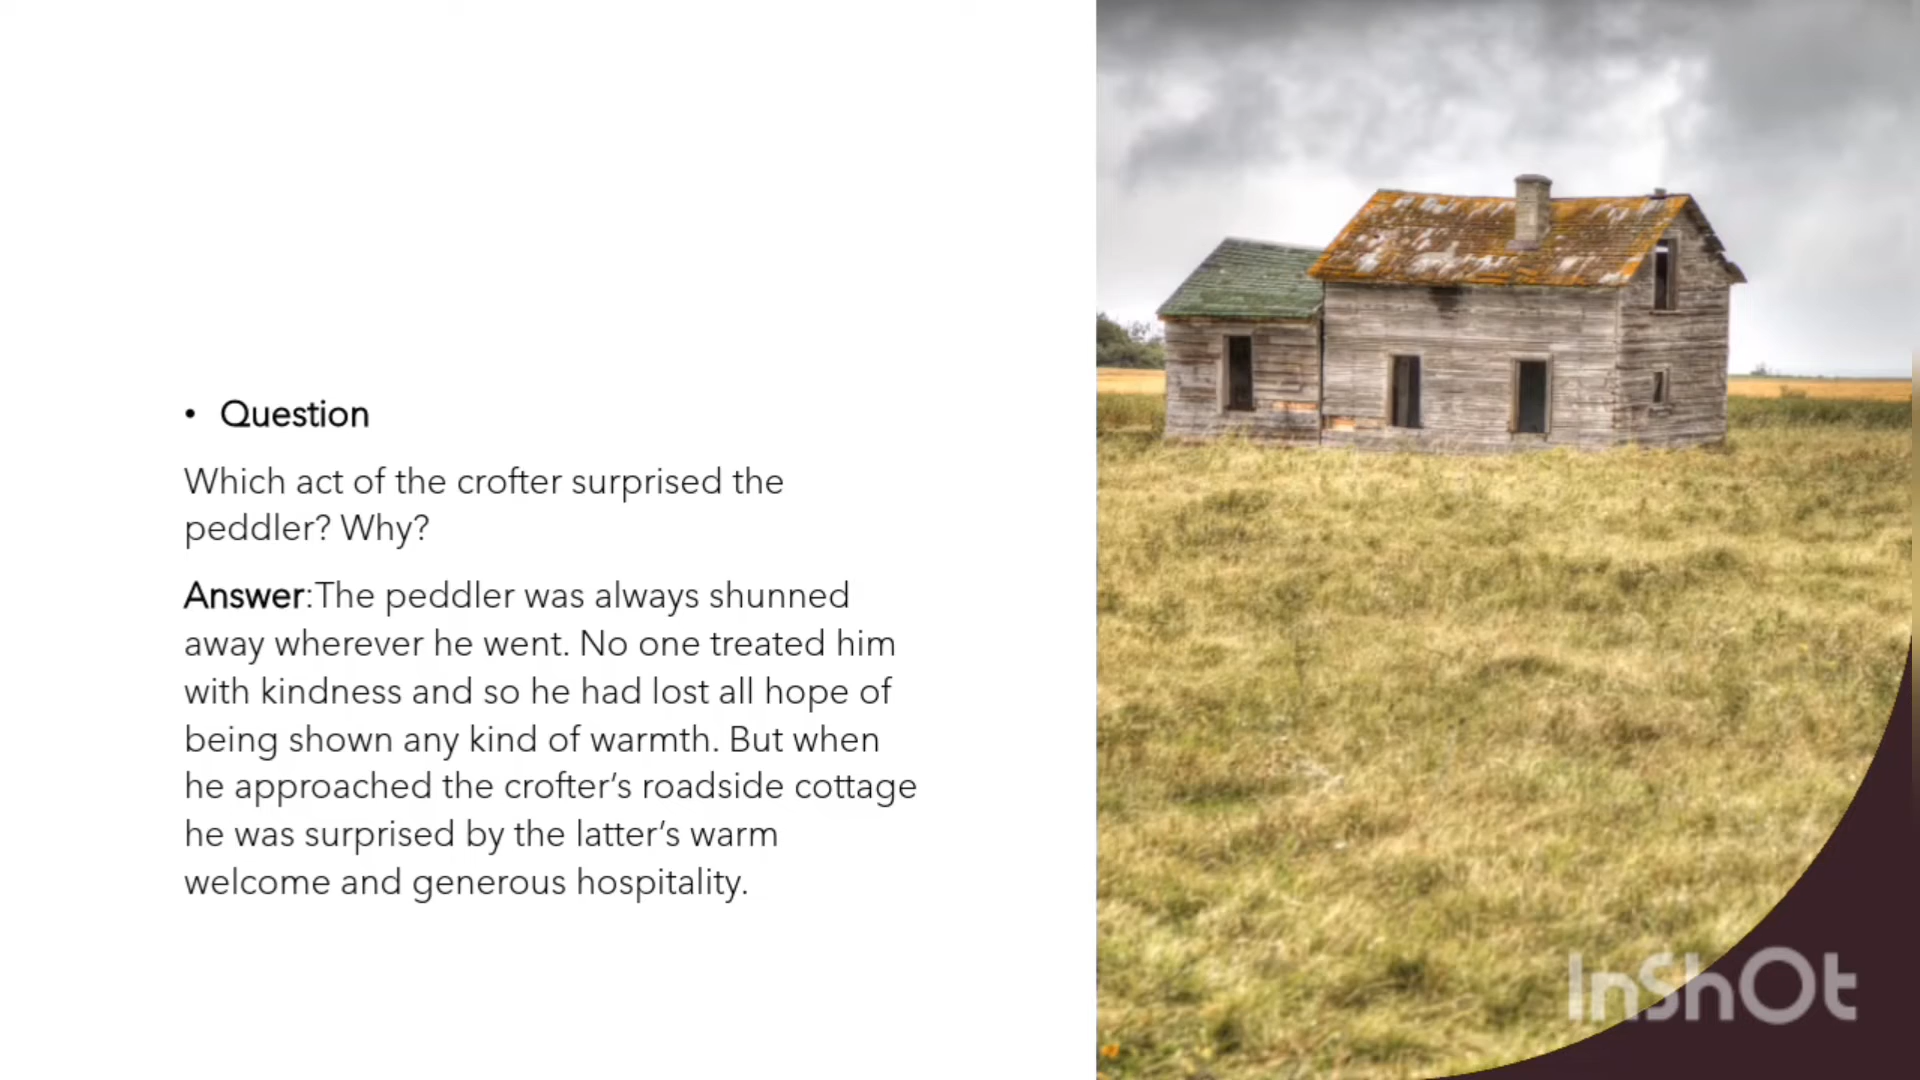 • Question
Which act of the crofter surprised the
peddler? Why?
Answer:The peddler was always shunned
away wherever he went. No one treated him
with kindness and so he had lost all hope of
being shown any kind of warmth. But when
he approached the crofter’s roadside cottage
he was surprised by the latter’s warm
welcome and generous hospitality.
InShOt